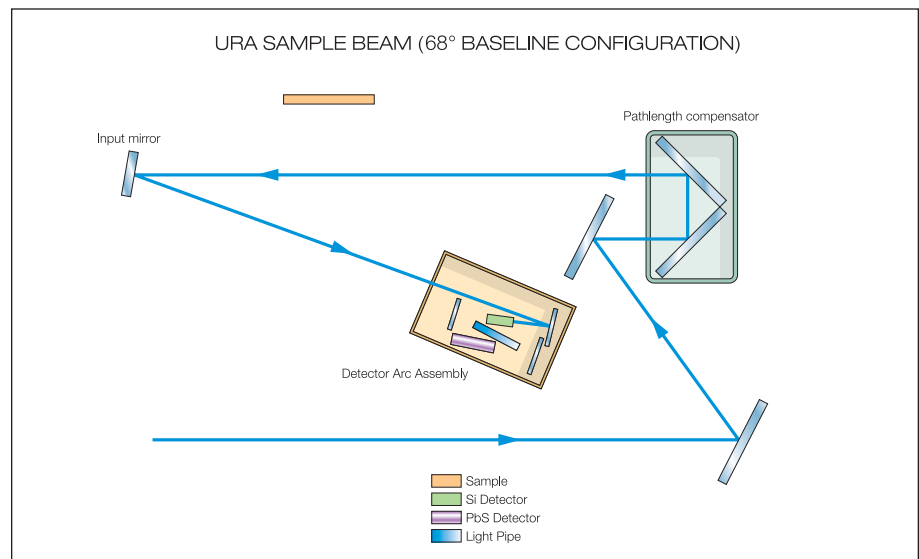 URA SAMPLE BEAM (68° BASELINE CONFIGURATION)
Pathlength compensator
Input mirror
Detector Arc Assembly
Sample
Si Detector
PbS Detector
Light Pipe